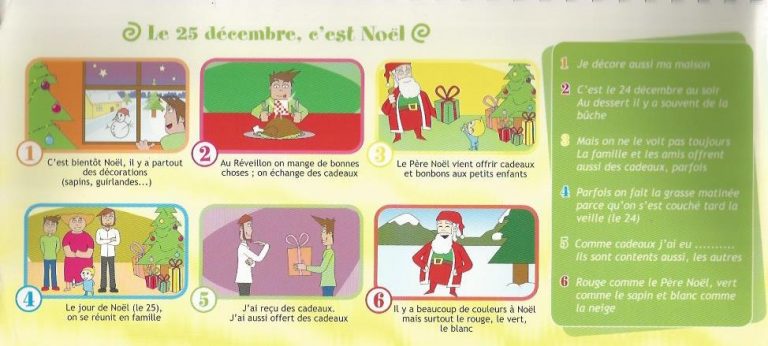 Le 25 décembre, c'est Noël
1
C'est bientôt Noël, il y a partout
des décorations
(sapins, guirlandes...)
2
Au Réveillon on mange de bonnes
choses ; on échange des cadeaux
3
Le Père Noël vient offrir cadeaux
et bonbons aux petits enfants
4
Le jour de Noël (le 25),
on se réunit en famille
5
J'ai reçu des cadeaux.
J'ai aussi offert des cadeaux
6
Il y a beaucoup de couleurs à Noël
mais surtout le rouge, le vert,
le blanc
1 Je décore aussi ma maison
2 C'est le 24 décembre au soir
Au dessert il y a souvent de la
bûche
3 Mais on ne le voit pas toujours
La famille et les amis offrent
aussi des cadeaux, parfois
4 Parfois on fait la grasse matinée
parce qu'on s'est couché tard la
veille (le 24)
5 Comme cadeaux j'ai eu ..........
Ils sont contents aussi, les autres
6 Rouge comme le Père Noël, vert
comme le sapin et blanc comme
la neige